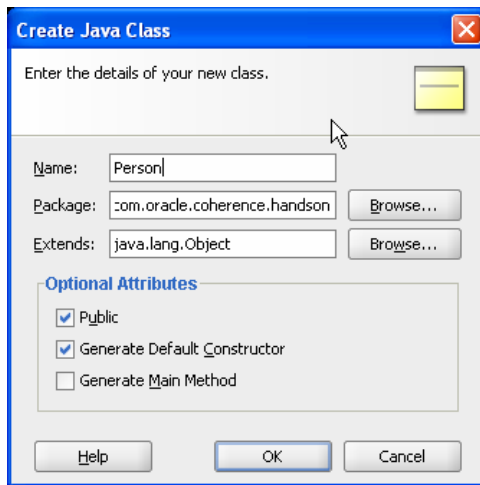 Create Java Class
Enter the details of your new class.
Name: Person
Package: com.oracle.coherence.handson Browse...
Extends: java.lang.Object Browse...
Optional Attributes
Public
Generate Default Constructor
Generate Main Method
Help OK Cancel